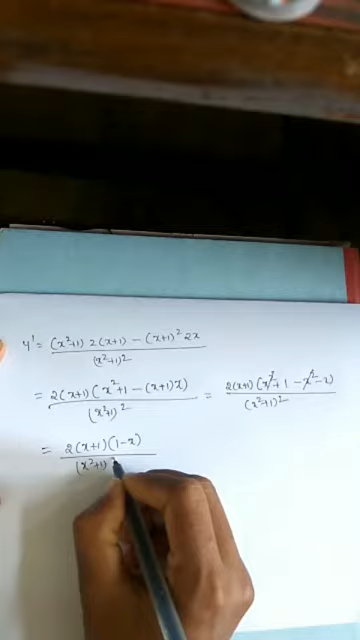 y' = (x²+1) 2(x+1) - (x+1)² 2x / (x²+1)²
= 2(x+1) (x²+1 - (x+1)x) / (x²+1)² = 2(x+1) (x²+1 - x² - x) / (x²+1)²
= 2(x+1) (1-x) / (x²+1)²